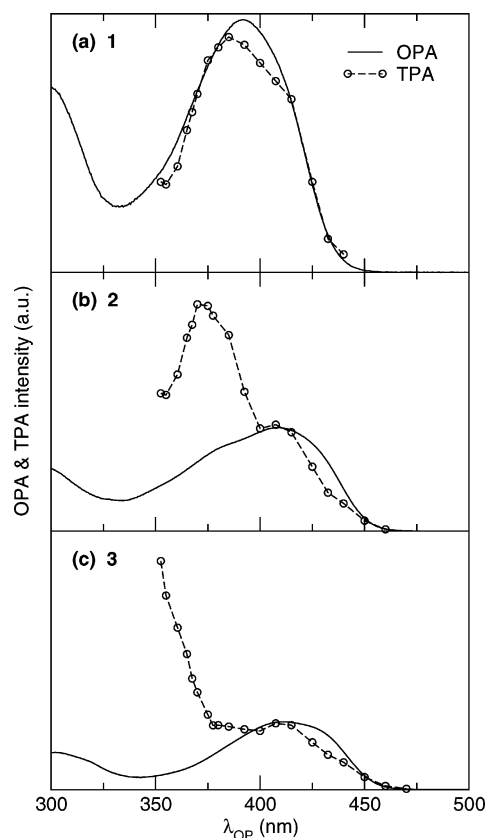 (a) 1
OPA
TPA
(b) 2
OPA & TPA intensity (a.u.)
(c) 3
300 350 400 450 500
λOP (nm)